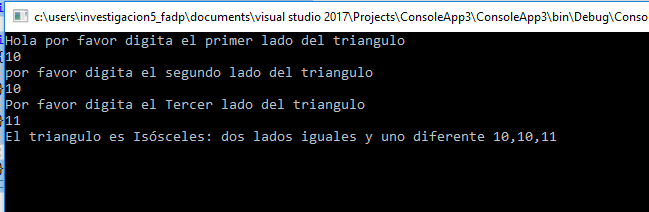 c:\users\investigacion5_fadp\documents\visual studio 2017\Projects\ConsoleApp3\ConsoleApp3\bin\Debug\Conso
Hola por favor digita el primer lado del triangulo
10
por favor digita el segundo lado del triangulo
10
Por favor digita el Tercer lado del triangulo
11
El triangulo es Isósceles: dos lados iguales y uno diferente 10,10,11